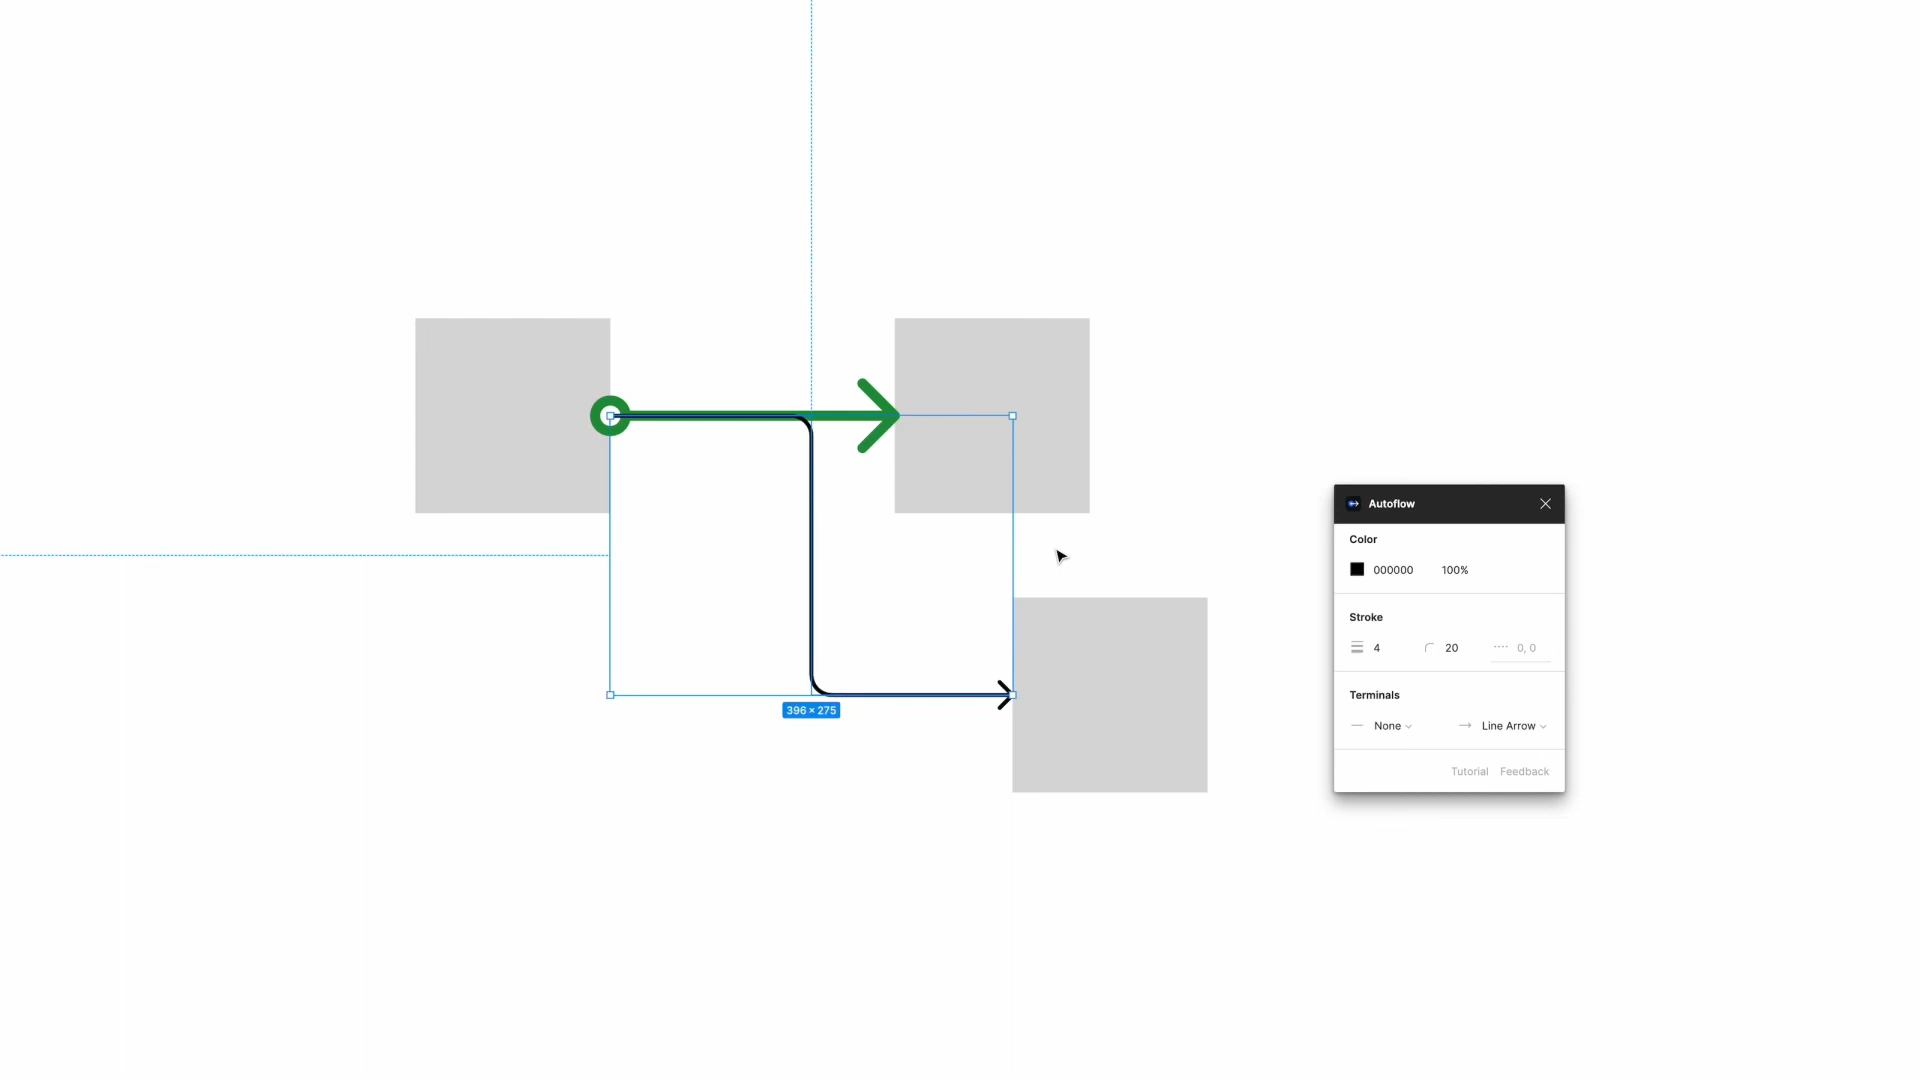 Autoflow
Color
000000 100%
Stroke
4 20 0, 0
Terminals
None Line Arrow
Tutorial Feedback
396 × 275